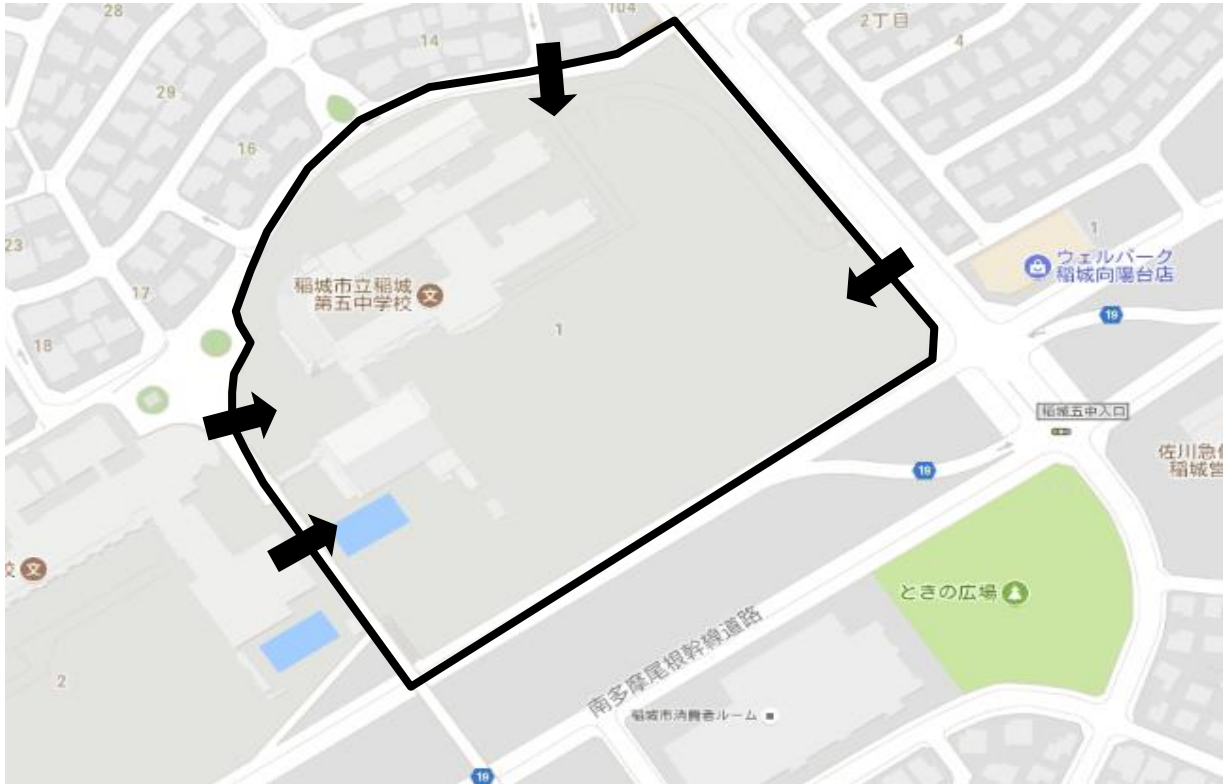 28
104
14
2丁目
4
29
16
23
1
ウェルパーク
稲城向陽台店
17
稲城市立稲城
第五中学校
19
1
18
稲城五中入口
佐川急
稲城営
19
校
ときの広場
2
南多摩尾根幹線道路
稲城市消費者ルーム
19